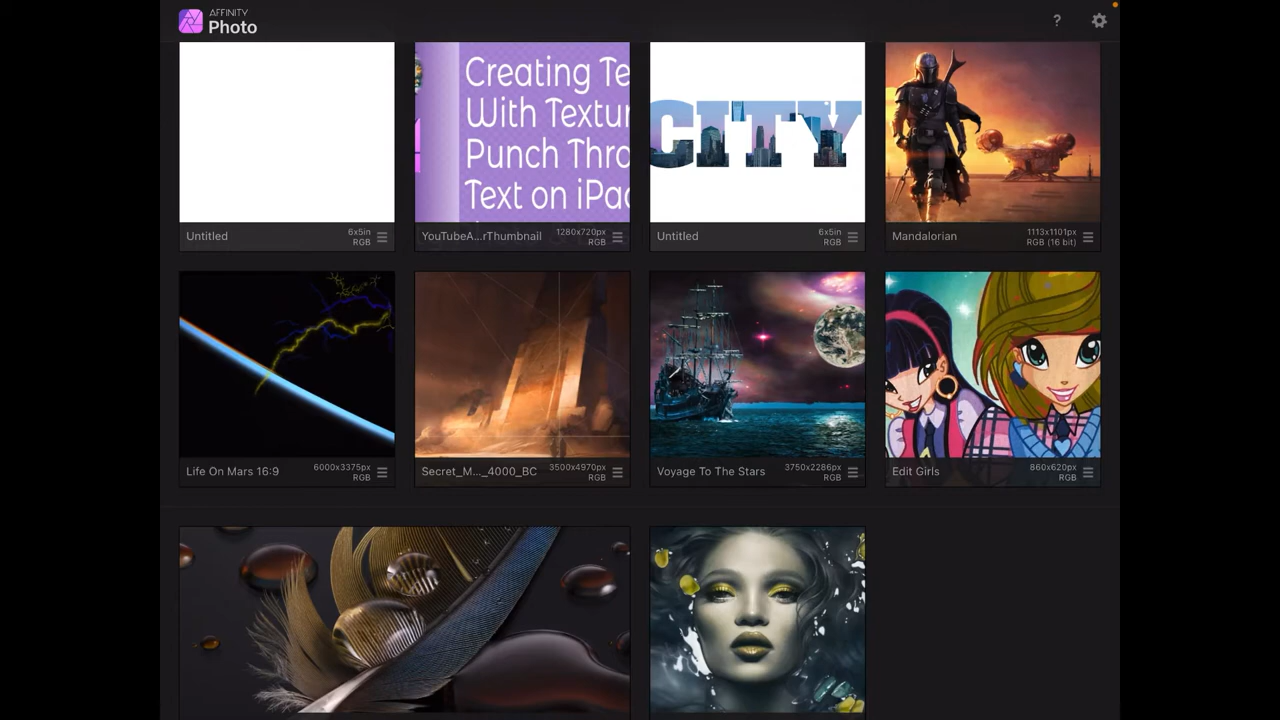 AFFINITY
Photo
?
Creating Te
With Textur
Punch Thro
Text on iPad
CITY
Untitled
6x5in
RGB
YouTubeA...rThumbnail
1280x720px
RGB
Untitled
6x5in
RGB
Mandalorian
1113x1101px
RGB (16 bit)
Life On Mars 16:9
6000x3375px
RGB
Secret_M..._4000_BC
3500x4970px
RGB
Voyage To The Stars
3750x2286px
RGB
Edit Girls
860x620px
RGB